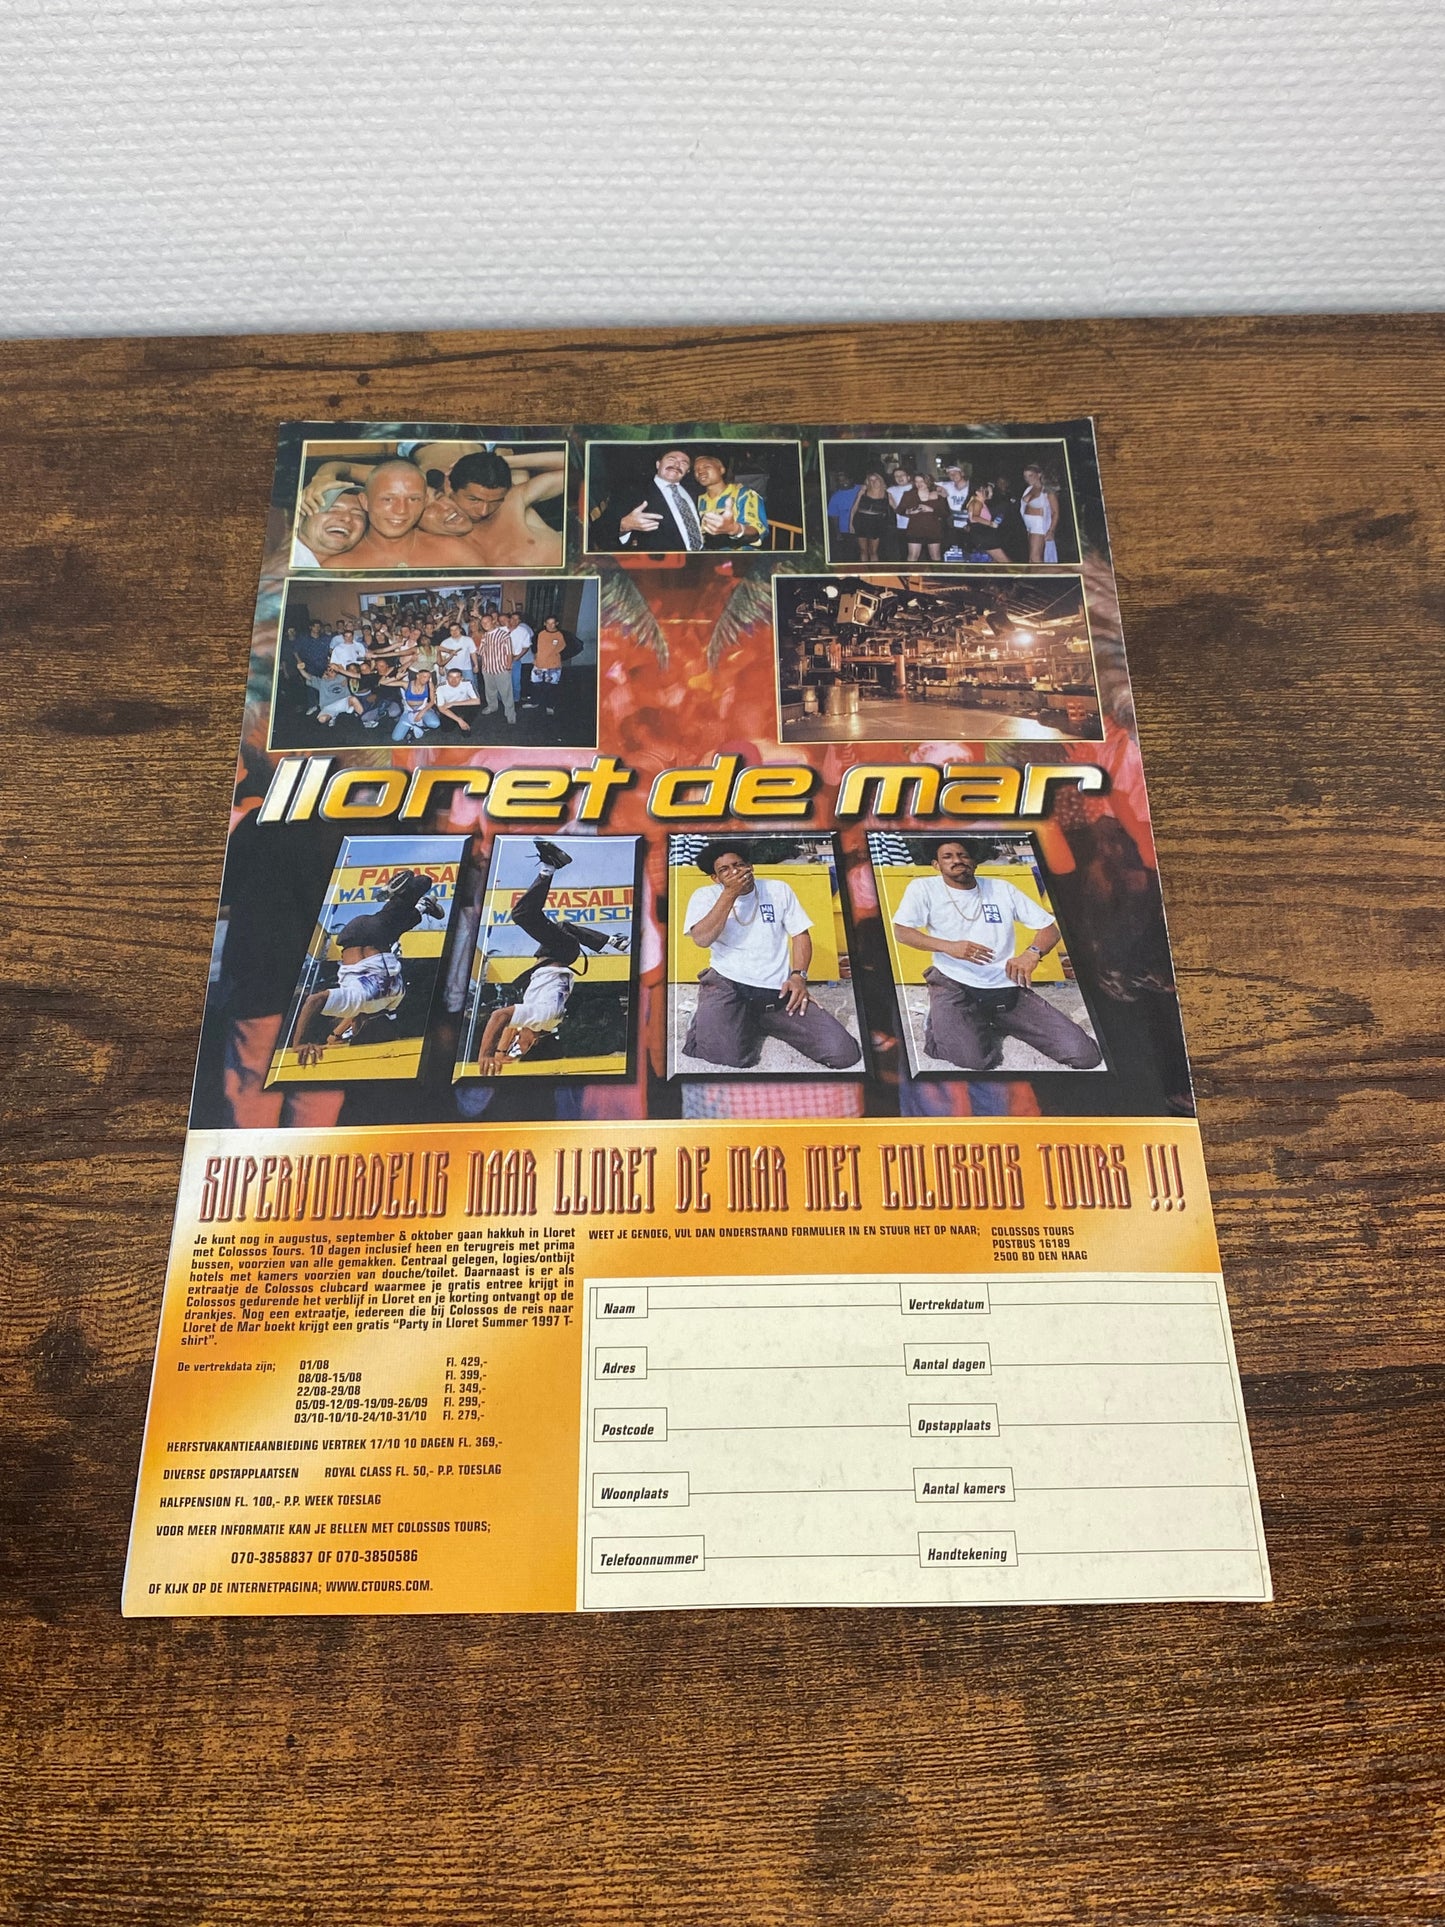 lloret de mar
PARASAI
WATER SKI S
PARASAILI
WATER SKI SCH
SUPERVOORDELIG NAAR LLORET DE MAR MET COLOSSOS TOURS !!!
Je kunt nog in augustus, september & oktober gaan hakkuh in Lloret
met Colossos Tours. 10 dagen inclusief heen en terugreis met prima
bussen, voorzien van alle gemakken. Centraal gelegen, logies/ontbijt
hotels met kamers voorzien van douche/toilet. Daarnaast is er als
extraatje de Colossos clubcard waarmee je gratis entree krijgt in
Colossos gedurende het verblijf in Lloret en je korting ontvangt op de
drankjes. Nog een extraatje, iedereen die bij Colossos de reis naar
Lloret de Mar boekt krijgt een gratis “Party in Lloret Summer 1997 T-
shirt”.
De vertrekdata zijn; 01/08 Fl. 429,-
08/08-15/08 Fl. 399,-
22/08-29/08 Fl. 349,-
05/09-12/09-19/09-26/09 Fl. 299,-
03/10-10/10-24/10-31/10 Fl. 279,-
HERFSTVAKANTIEAANBIEDING VERTREK 17/10 10 DAGEN FL. 369,-
DIVERSE OPSTAPPLAATSEN ROYAL CLASS FL. 50,- P.P. TOESLAG
HALFPENSION FL. 100,- P.P. WEEK TOESLAG
VOOR MEER INFORMATIE KAN JE BELLEN MET COLOSSOS TOURS;
070-3858837 OF 070-3850586
OF KIJK OP DE INTERNETPAGINA; WWW.CTOURS.COM.
WEET JE GENOEG, VUL DAN ONDERSTAAND FORMULIER IN EN STUUR HET OP NAAR; COLOSSOS TOURS
POSTBUS 16189
2500 BD DEN HAAG
Naam Vertrekdatum
Adres Aantal dagen
Postcode Opstapplaats
Woonplaats Aantal kamers
Telefoonnummer Handtekening